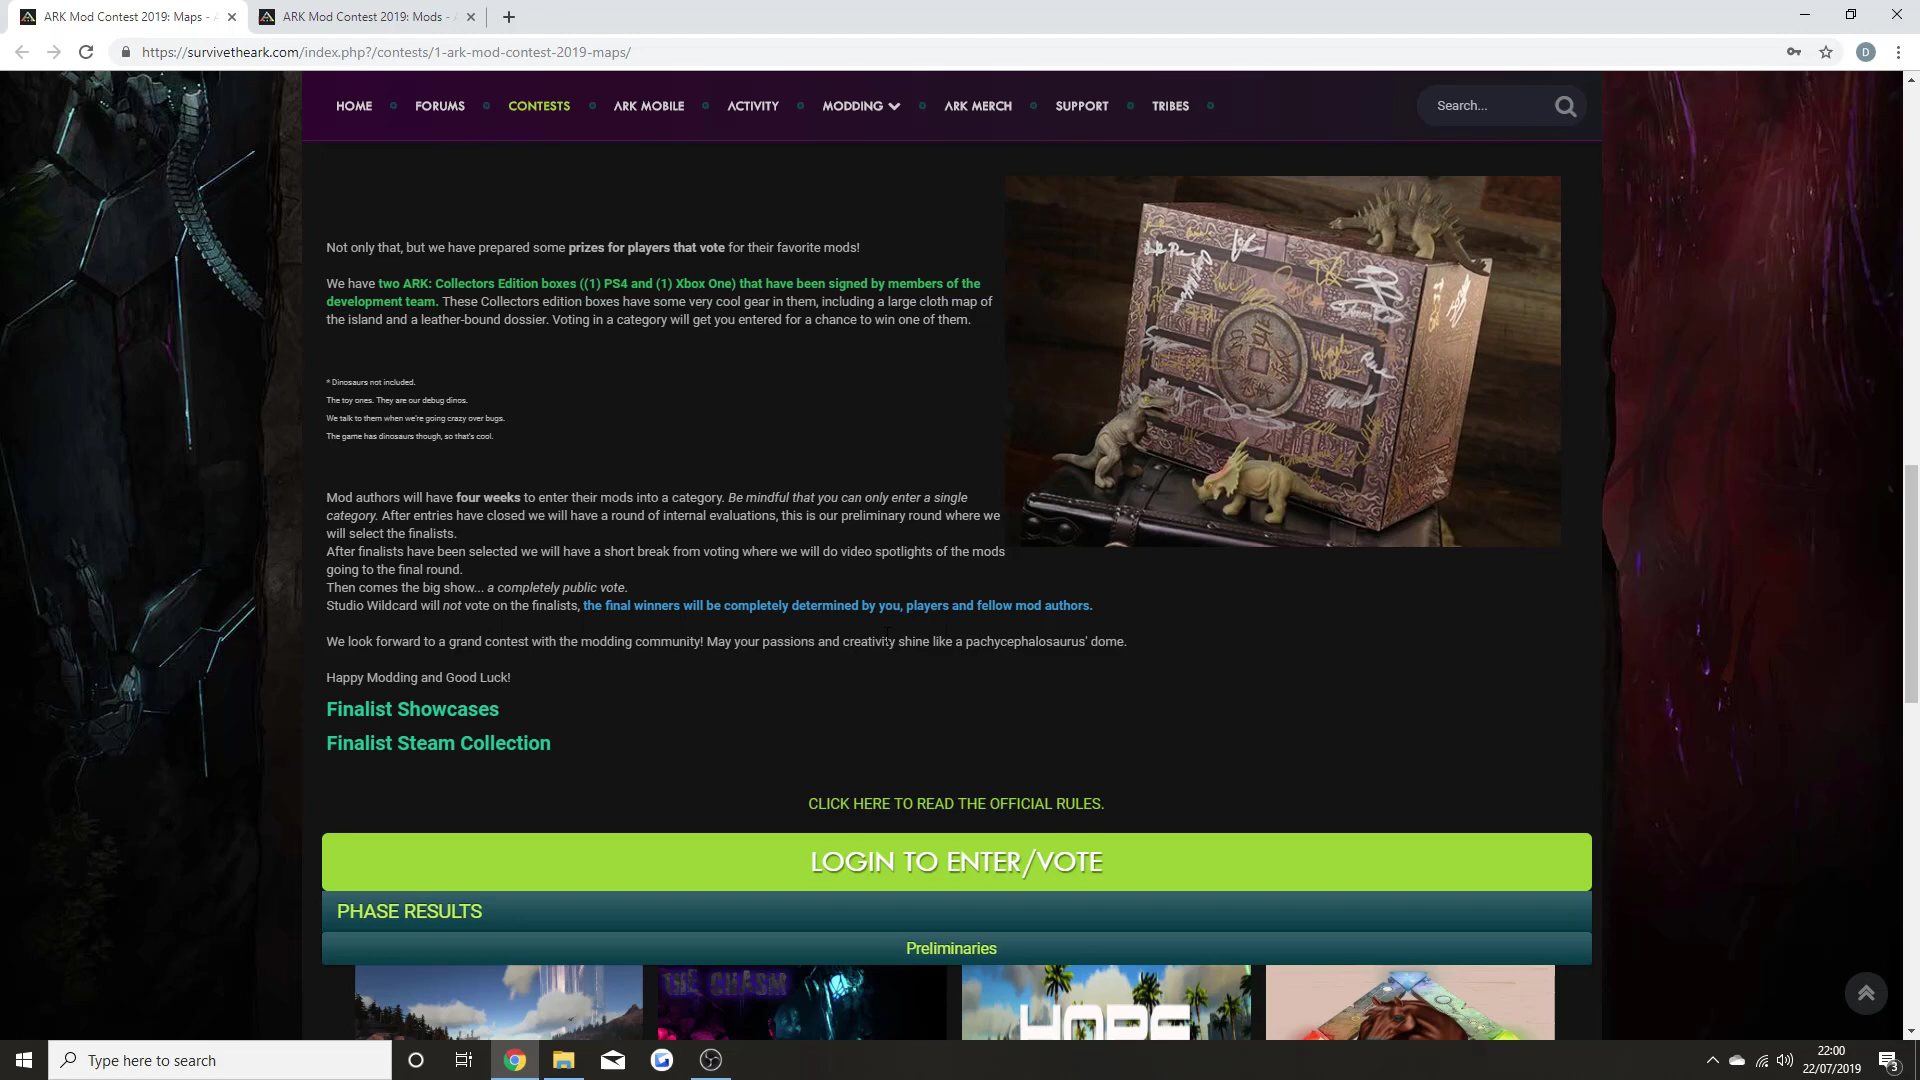 ARK Mod Contest 2019: Maps -
ARK Mod Contest 2019: Mods -
https://survivetheark.com/index.php?/contests/1-ark-mod-contest-2019-maps/
D
HOME FORUMS CONTESTS ARK MOBILE ACTIVITY MODDING ARK MERCH SUPPORT TRIBES
Search...
Not only that, but we have prepared some prizes for players that vote for their favorite mods!
We have two ARK: Collectors Edition boxes ((1) PS4 and (1) Xbox One) that have been signed by members of the
development team. These Collectors edition boxes have some very cool gear in them, including a large cloth map of
the island and a leather-bound dossier. Voting in a category will get you entered for a chance to win one of them.
* Dinosaurs not included.
The toy ones. They are our debug dinos.
We talk to them when we're going crazy over bugs.
The game has dinosaurs though, so that's cool.
Mod authors will have four weeks to enter their mods into a category. Be mindful that you can only enter a single
category. After entries have closed we will have a round of internal evaluations, this is our preliminary round where we
will select the finalists.
After finalists have been selected we will have a short break from voting where we will do video spotlights of the mods
going to the final round.
Then comes the big show... a completely public vote.
Studio Wildcard will not vote on the finalists, the final winners will be completely determined by you, players and fellow mod authors.
We look forward to a grand contest with the modding community! May your passions and creativity shine like a pachycephalosaurus' dome.
Happy Modding and Good Luck!
Finalist Showcases
Finalist Steam Collection
CLICK HERE TO READ THE OFFICIAL RULES.
LOGIN TO ENTER/VOTE
PHASE RESULTS
Preliminaries
THE CHASM
HOPE
Type here to search
22:00
22/07/2019
3